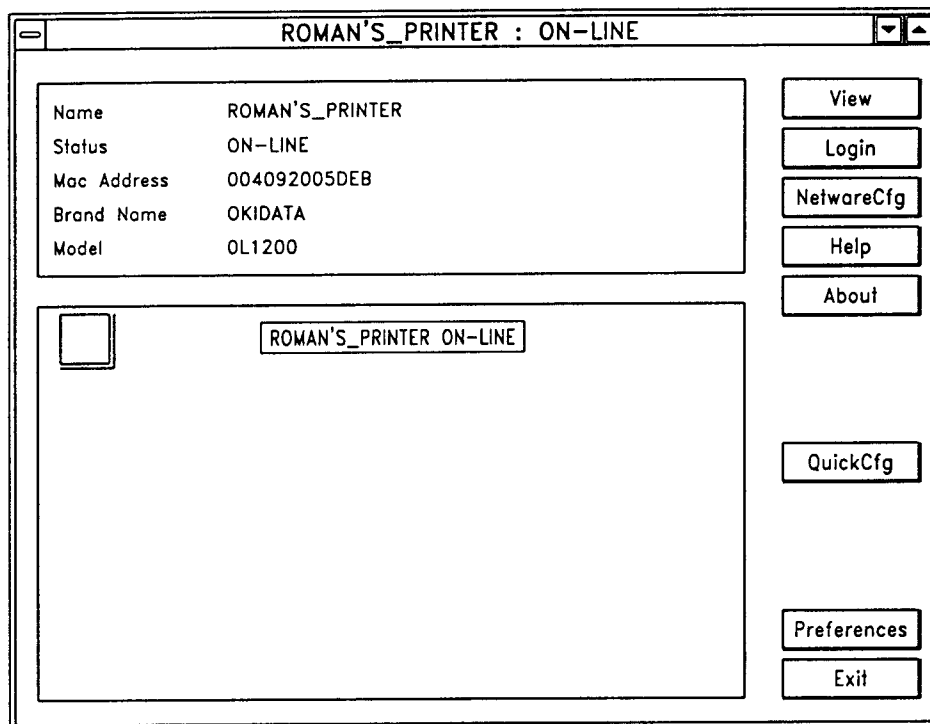 ROMAN'S_PRINTER : ON-LINE
Name ROMAN'S_PRINTER
Status ON-LINE
Mac Address 004092005DEB
Brand Name OKIDATA
Model OL1200
ROMAN'S_PRINTER ON-LINE
View
Login
NetwareCfg
Help
About
QuickCfg
Preferences
Exit